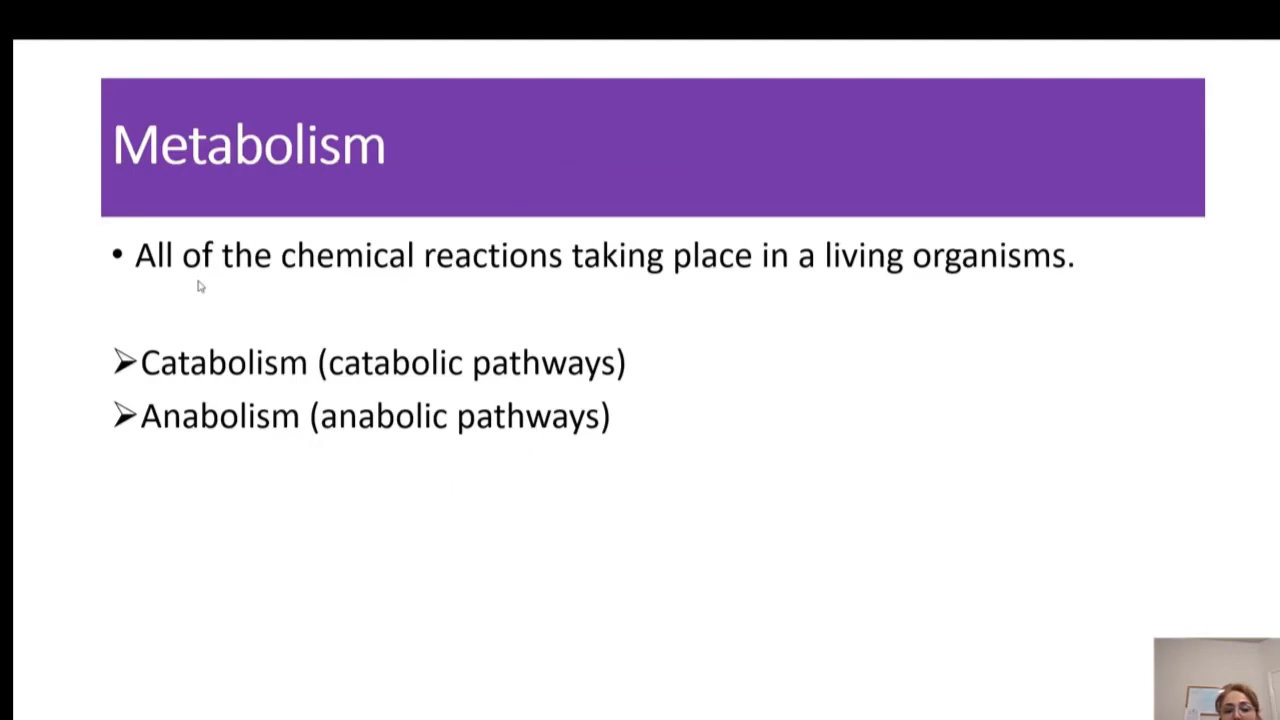 Metabolism
• All of the chemical reactions taking place in a living organisms.
➢Catabolism (catabolic pathways)
➢Anabolism (anabolic pathways)